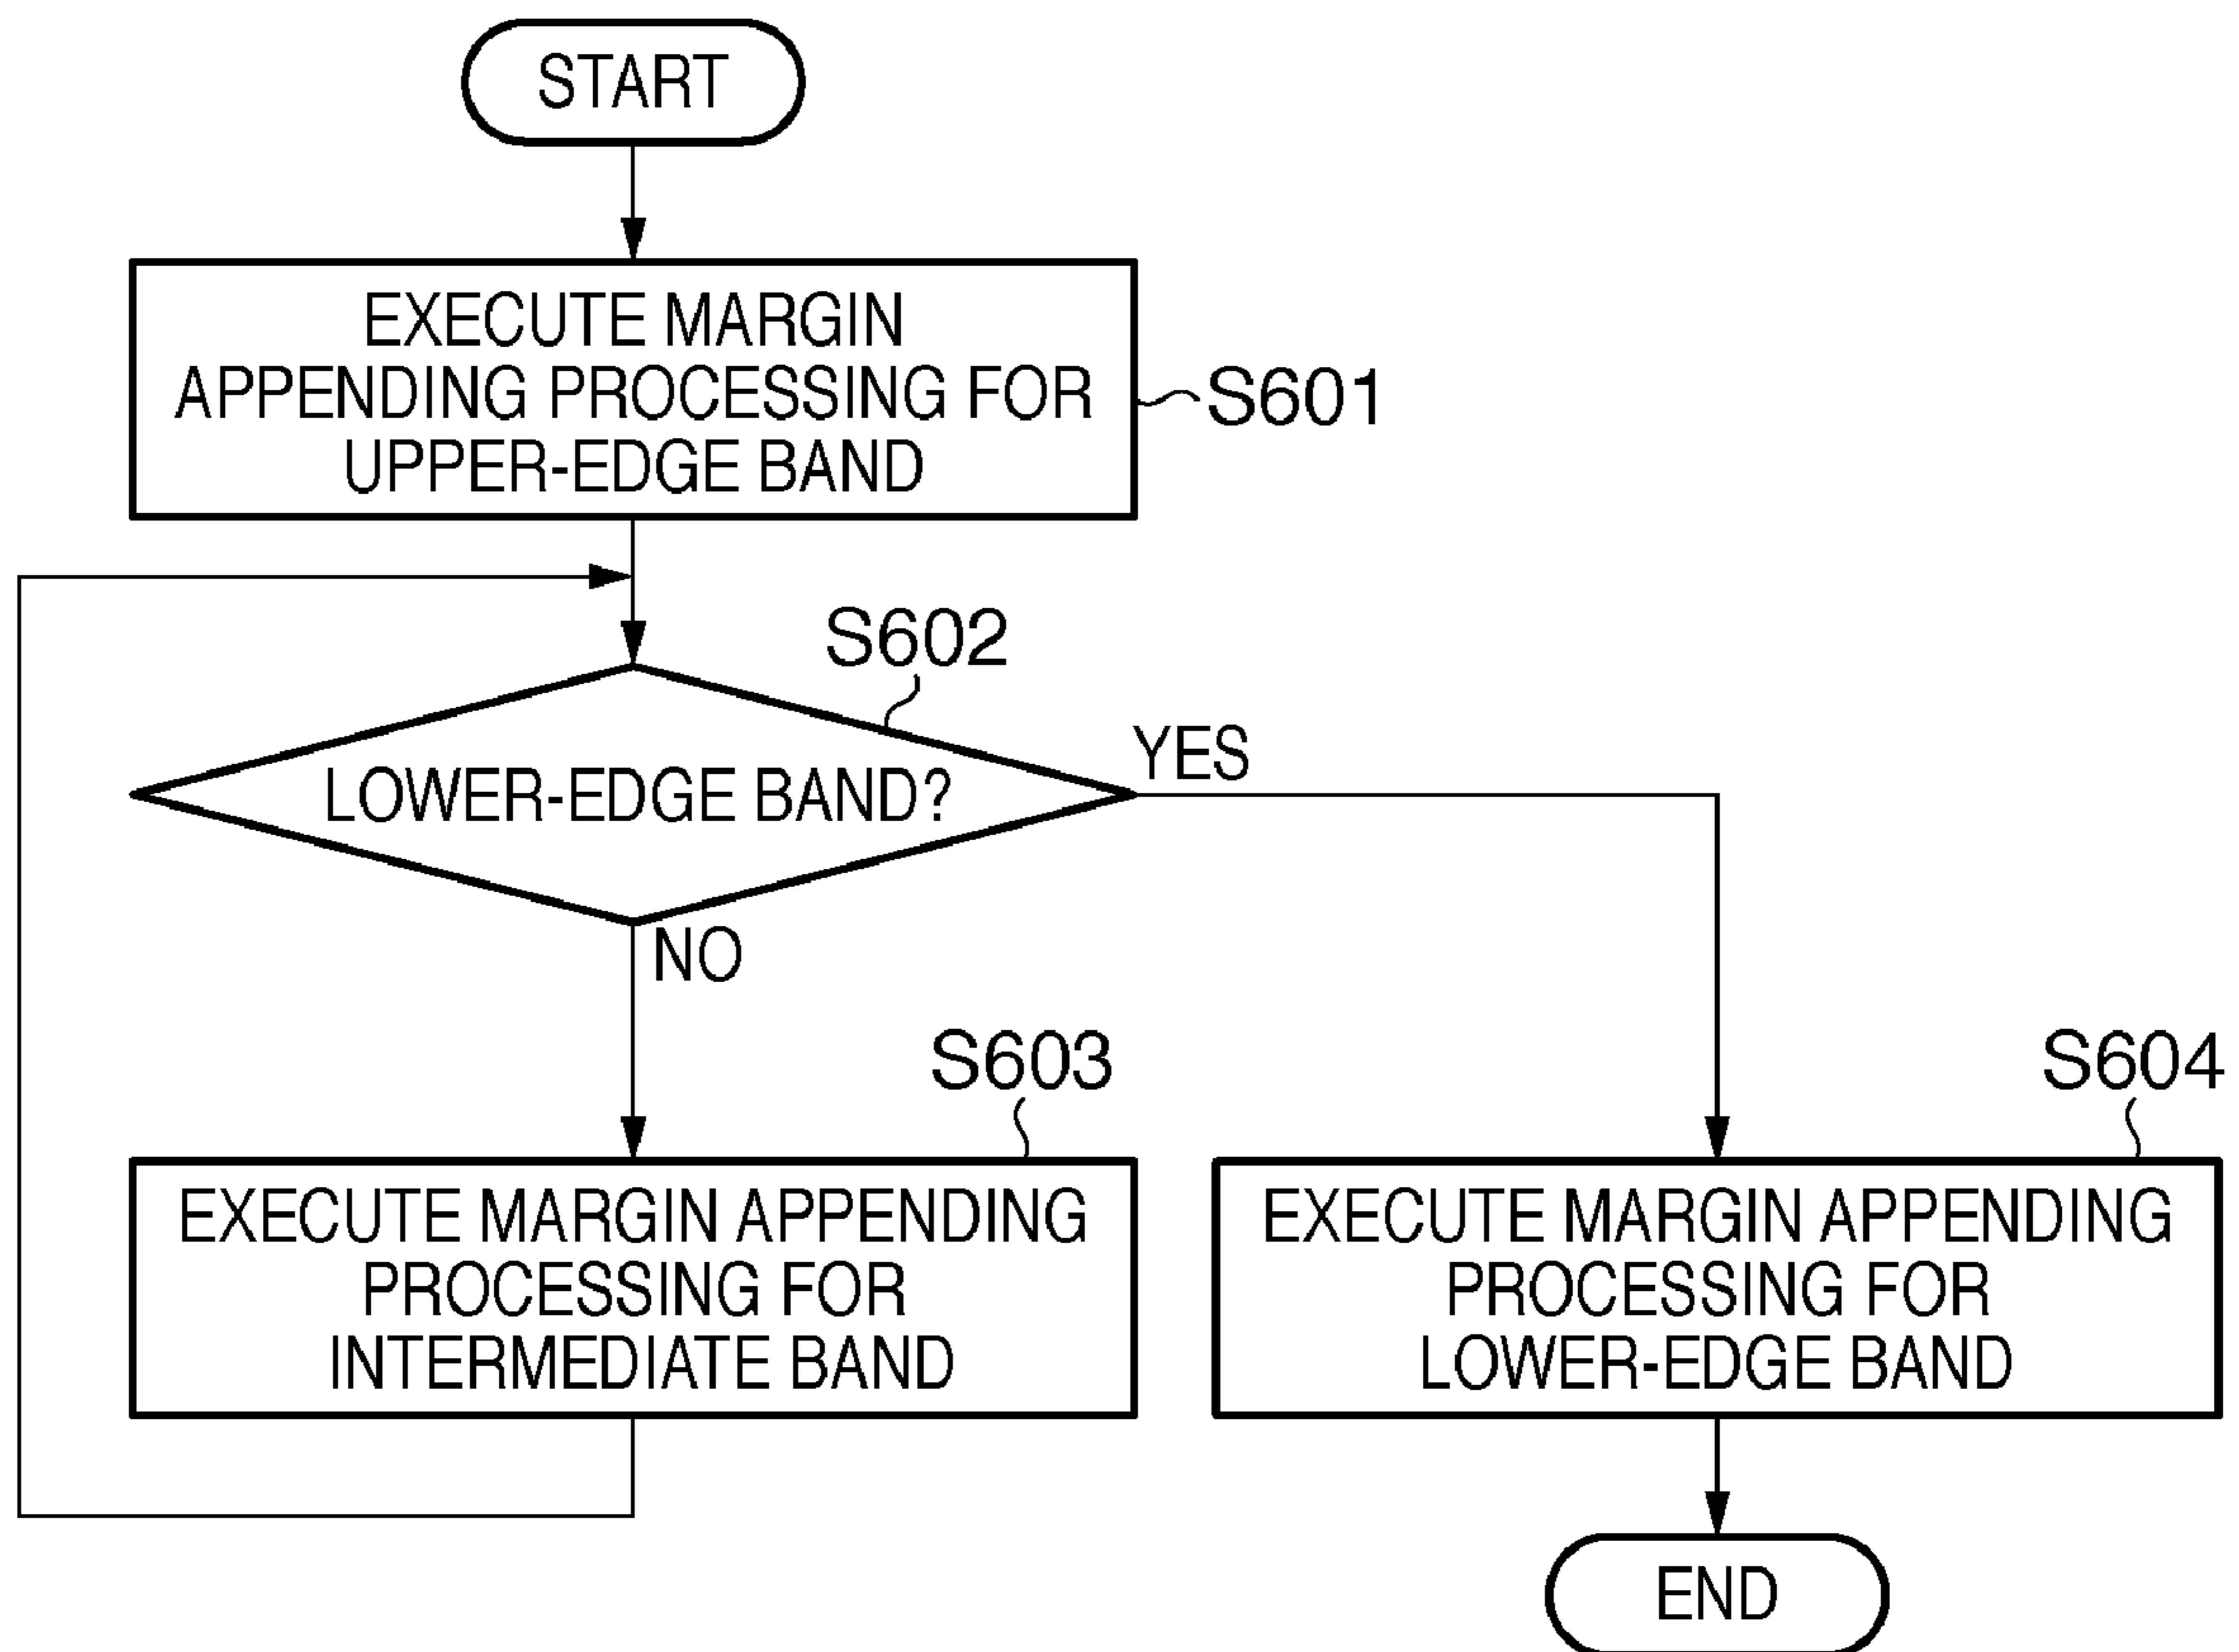 START
EXECUTE MARGIN
APPENDING PROCESSING FOR
UPPER-EDGE BAND
S601
S602
LOWER-EDGE BAND?
YES
NO
S603
EXECUTE MARGIN APPENDING
PROCESSING FOR
INTERMEDIATE BAND
S604
EXECUTE MARGIN APPENDING
PROCESSING FOR
LOWER-EDGE BAND
END